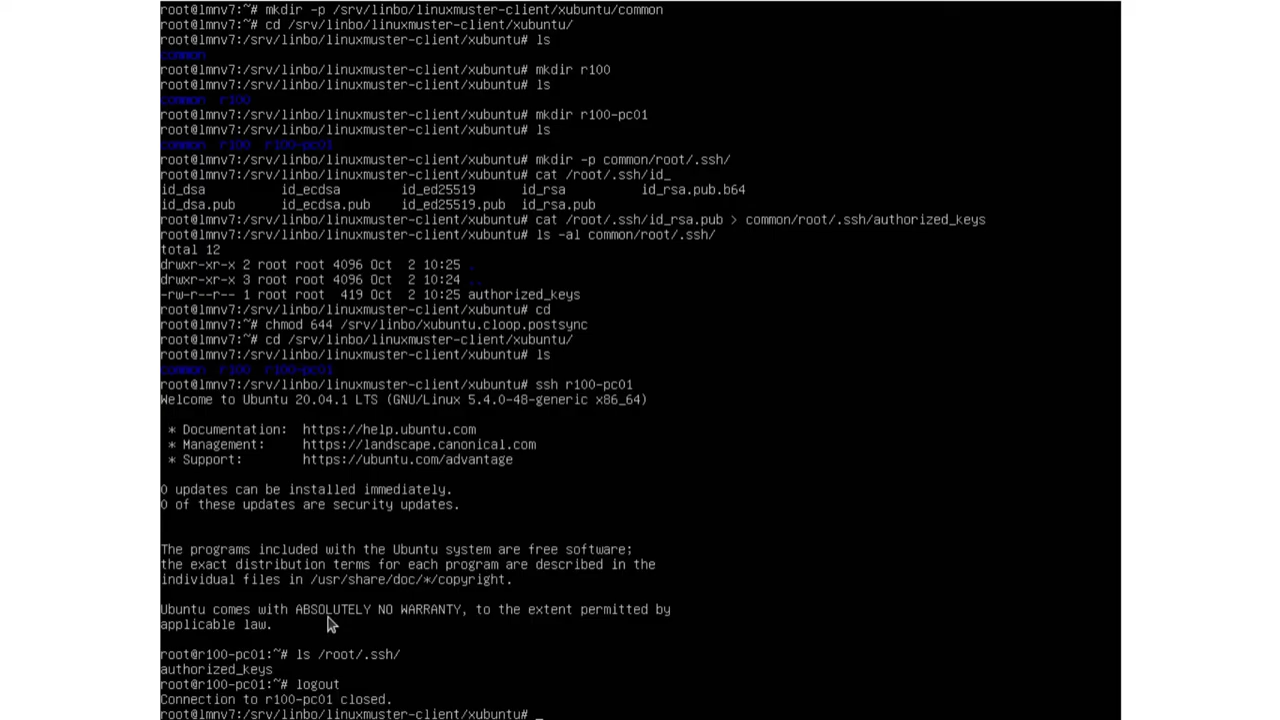 root@lmnv7:~# mkdir -p /srv/linbo/linuxmuster-client/xubuntu/common
root@lmnv7:~# cd /srv/linbo/linuxmuster-client/xubuntu/
root@lmnv7:/srv/linbo/linuxmuster-client/xubuntu# ls
common
root@lmnv7:/srv/linbo/linuxmuster-client/xubuntu# mkdir r100
root@lmnv7:/srv/linbo/linuxmuster-client/xubuntu# ls
common  r100
root@lmnv7:/srv/linbo/linuxmuster-client/xubuntu# mkdir r100-pc01
root@lmnv7:/srv/linbo/linuxmuster-client/xubuntu# ls
common  r100  r100-pc01
root@lmnv7:/srv/linbo/linuxmuster-client/xubuntu# mkdir -p common/root/.ssh/
root@lmnv7:/srv/linbo/linuxmuster-client/xubuntu# cat /root/.ssh/id_
id_dsa          id_ecdsa        id_ed25519      id_rsa          id_rsa.pub.b64
id_dsa.pub      id_ecdsa.pub    id_ed25519.pub  id_rsa.pub
root@lmnv7:/srv/linbo/linuxmuster-client/xubuntu# cat /root/.ssh/id_rsa.pub > common/root/.ssh/authorized_keys
root@lmnv7:/srv/linbo/linuxmuster-client/xubuntu# ls -al common/root/.ssh/
total 12
drwxr-xr-x 2 root root 4096 Oct  2 10:25 .
drwxr-xr-x 3 root root 4096 Oct  2 10:24 ..
-rw-r--r-- 1 root root  419 Oct  2 10:25 authorized_keys
root@lmnv7:/srv/linbo/linuxmuster-client/xubuntu# cd
root@lmnv7:~# chmod 644 /srv/linbo/xubuntu.cloop.postsync
root@lmnv7:~# cd /srv/linbo/linuxmuster-client/xubuntu/
root@lmnv7:/srv/linbo/linuxmuster-client/xubuntu# ls
common  r100  r100-pc01
root@lmnv7:/srv/linbo/linuxmuster-client/xubuntu# ssh r100-pc01
Welcome to Ubuntu 20.04.1 LTS (GNU/Linux 5.4.0-48-generic x86_64)
* Documentation:  https://help.ubuntu.com
* Management:     https://landscape.canonical.com
* Support:        https://ubuntu.com/advantage
0 updates can be installed immediately.
0 of these updates are security updates.
The programs included with the Ubuntu system are free software;
the exact distribution terms for each program are described in the
individual files in /usr/share/doc/*/copyright.
Ubuntu comes with ABSOLUTELY NO WARRANTY, to the extent permitted by
applicable law.
root@r100-pc01:~# ls /root/.ssh/
authorized_keys
root@r100-pc01:~# logout
Connection to r100-pc01 closed.
root@lmnv7:/srv/linbo/linuxmuster-client/xubuntu# _